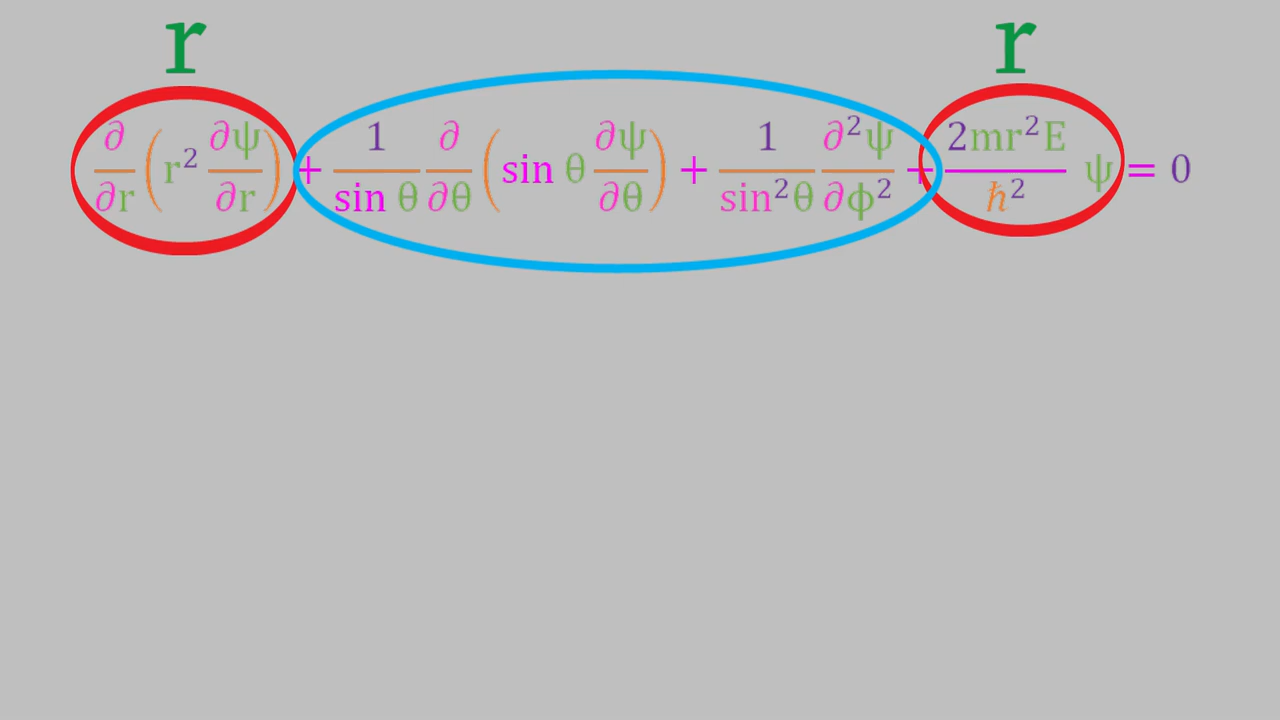 r r
∂/∂r (r² ∂ψ/∂r) + 1/sin θ ∂/∂θ (sin θ ∂ψ/∂θ) + 1/sin²θ ∂²ψ/∂ϕ² + 2mr²E/ħ² ψ = 0